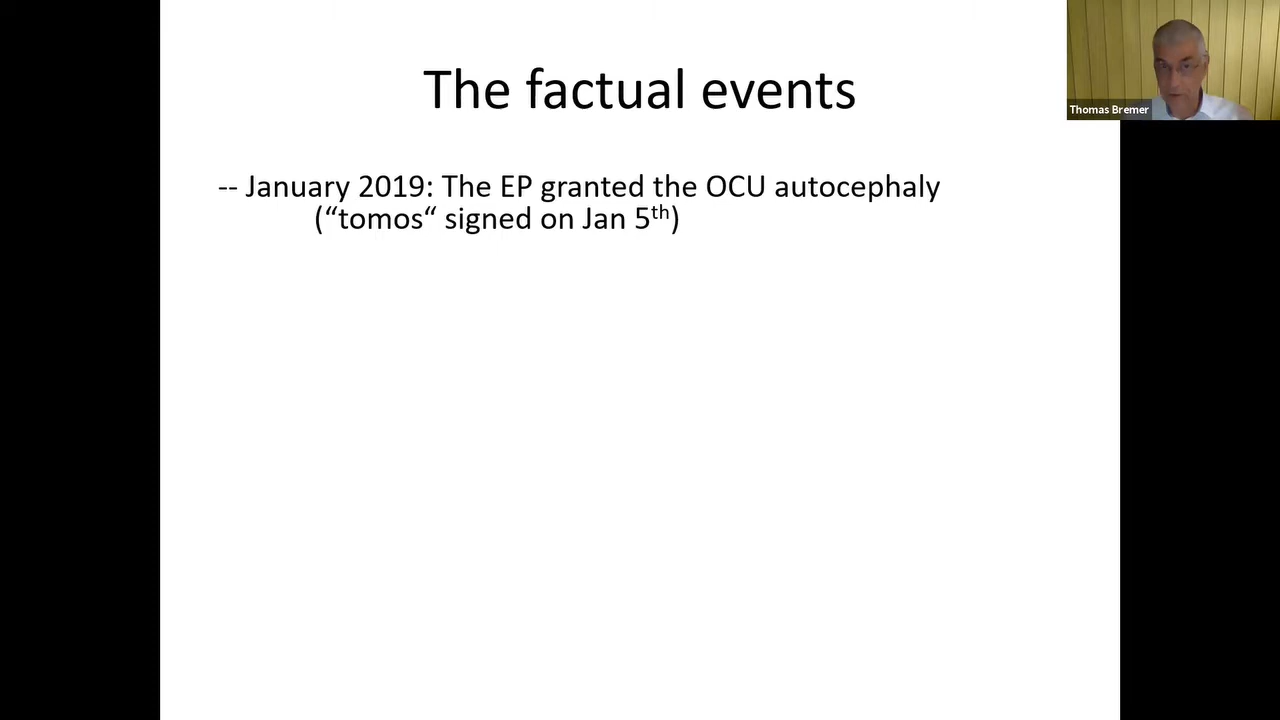 The factual events
Thomas Bremer
-- January 2019: The EP granted the OCU autocephaly
(“tomos“ signed on Jan 5th)